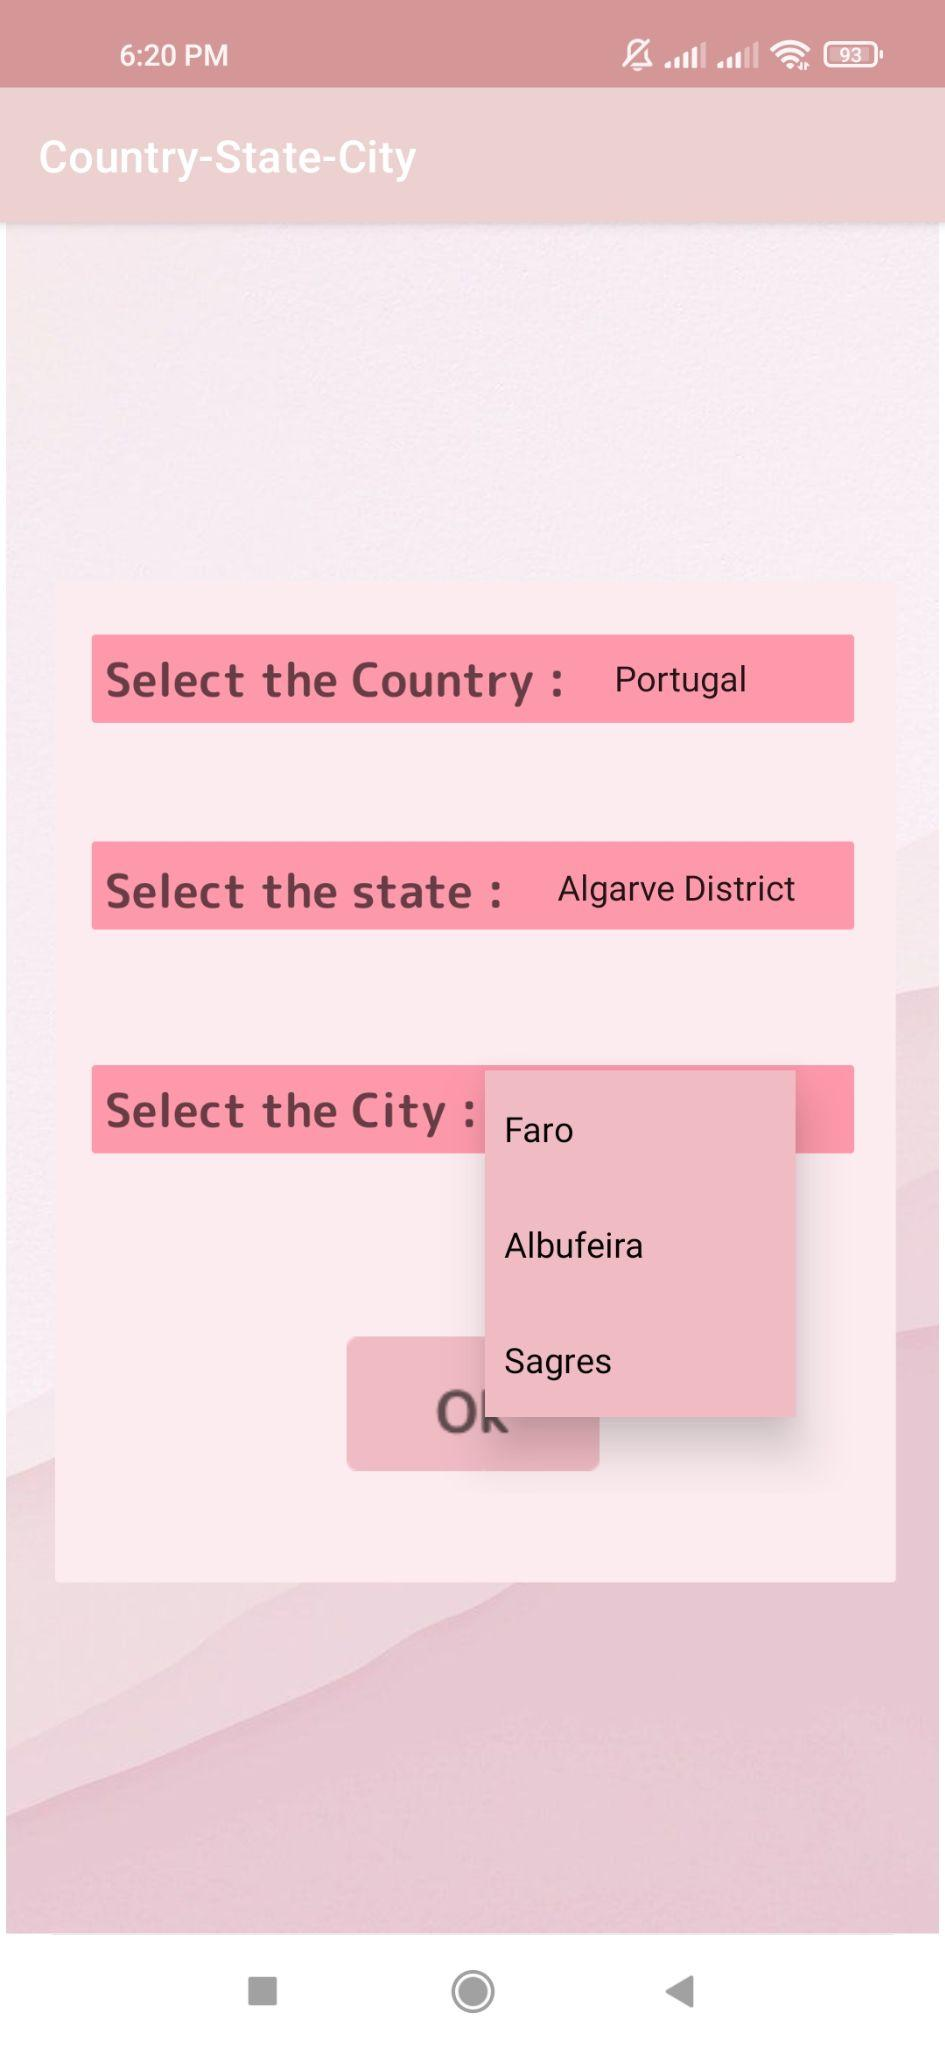 6:20 PM
93
Country-State-City
Select the Country : Portugal
Select the state : Algarve District
Select the City :
Faro
Albufeira
Sagres